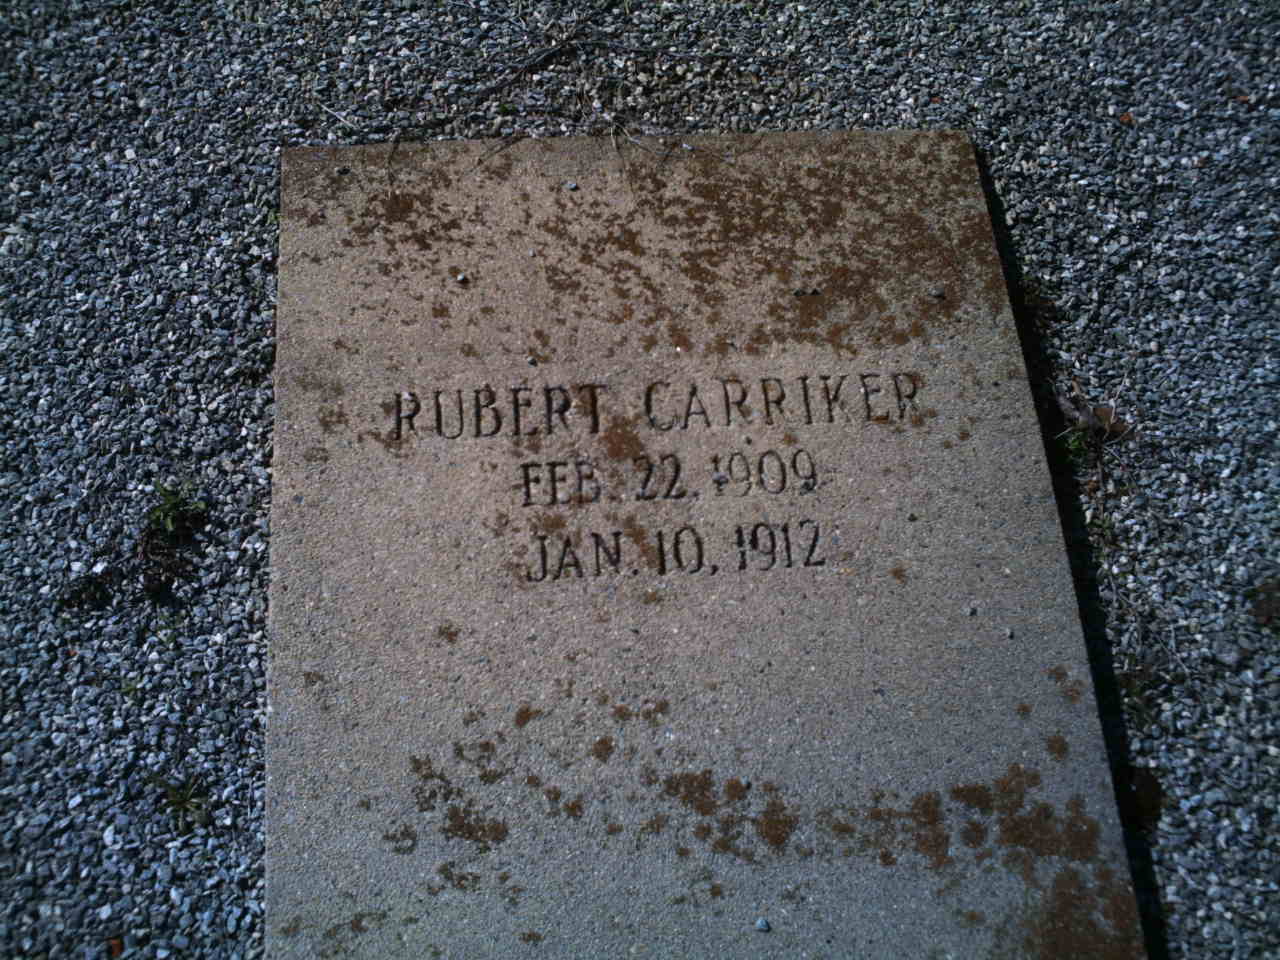 RUBERT CARRIKER
FEB. 22, 1909
JAN. 10, 1912